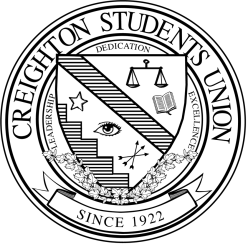 CREIGHTON STUDENTS UNION
DEDICATION
LEADERSHIP
EXCELLENCE
SINCE 1922